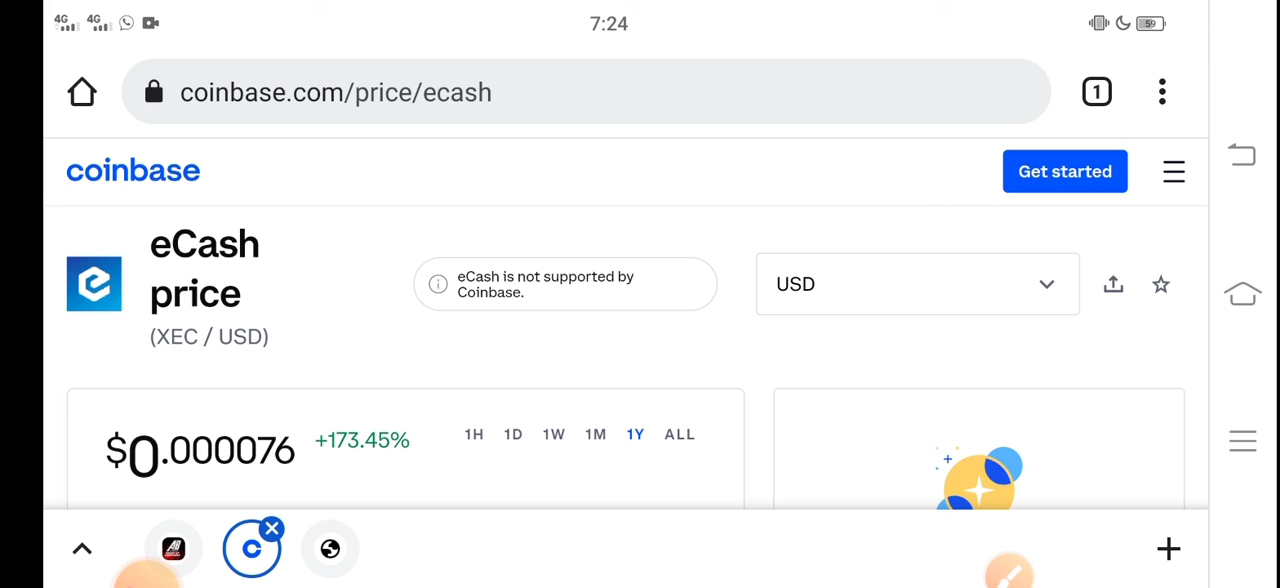 4G 4G 7:24 59
coinbase.com/price/ecash 1
coinbase Get started
eCash
price
(XEC / USD)
eCash is not supported by
Coinbase.
USD
$0.000076 +173.45% 1H 1D 1W 1M 1Y ALL